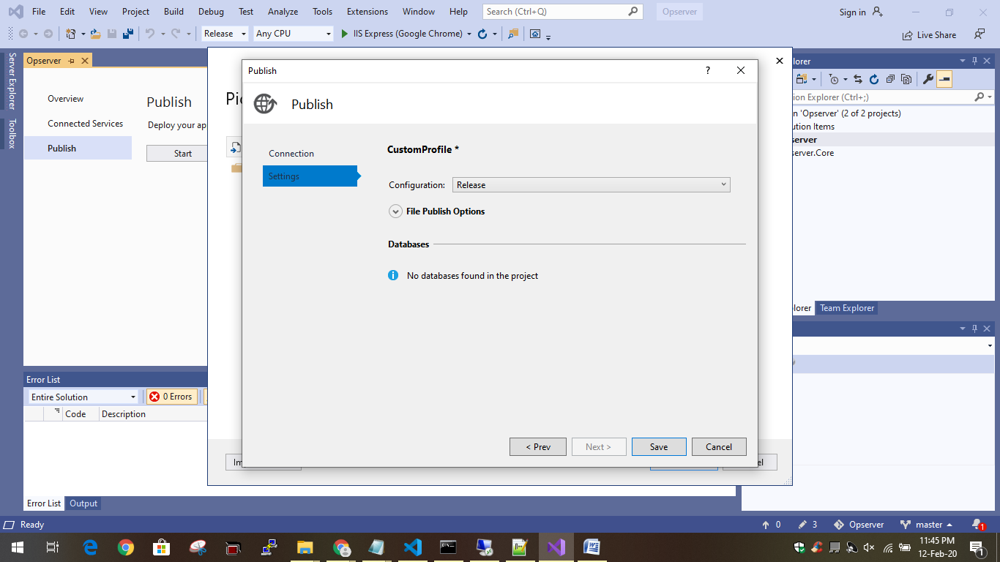 File Edit View Project Build Debug Test Analyze Tools Extensions Window Help Search (Ctrl+Q) Opserver Sign in
Release Any CPU IIS Express (Google Chrome) Live Share
Server Explorer
Toolbox
Opserver
Overview
Connected Services
Publish
Publish
Deploy your ap
Start
Pic
Publish ?
Publish
Connection
Settings
CustomProfile *
Configuration: Release
File Publish Options
Databases
No databases found in the project
< Prev Next > Save Cancel
Im
el
lorer
ion Explorer (Ctrl+;)
n 'Opserver' (2 of 2 projects)
ution Items
server
server.Core
lorer Team Explorer
Error List
Entire Solution 0 Errors
Code Description
Error List Output
Ready 0 3 Opserver master 1
11:45 PM
12-Feb-20
1